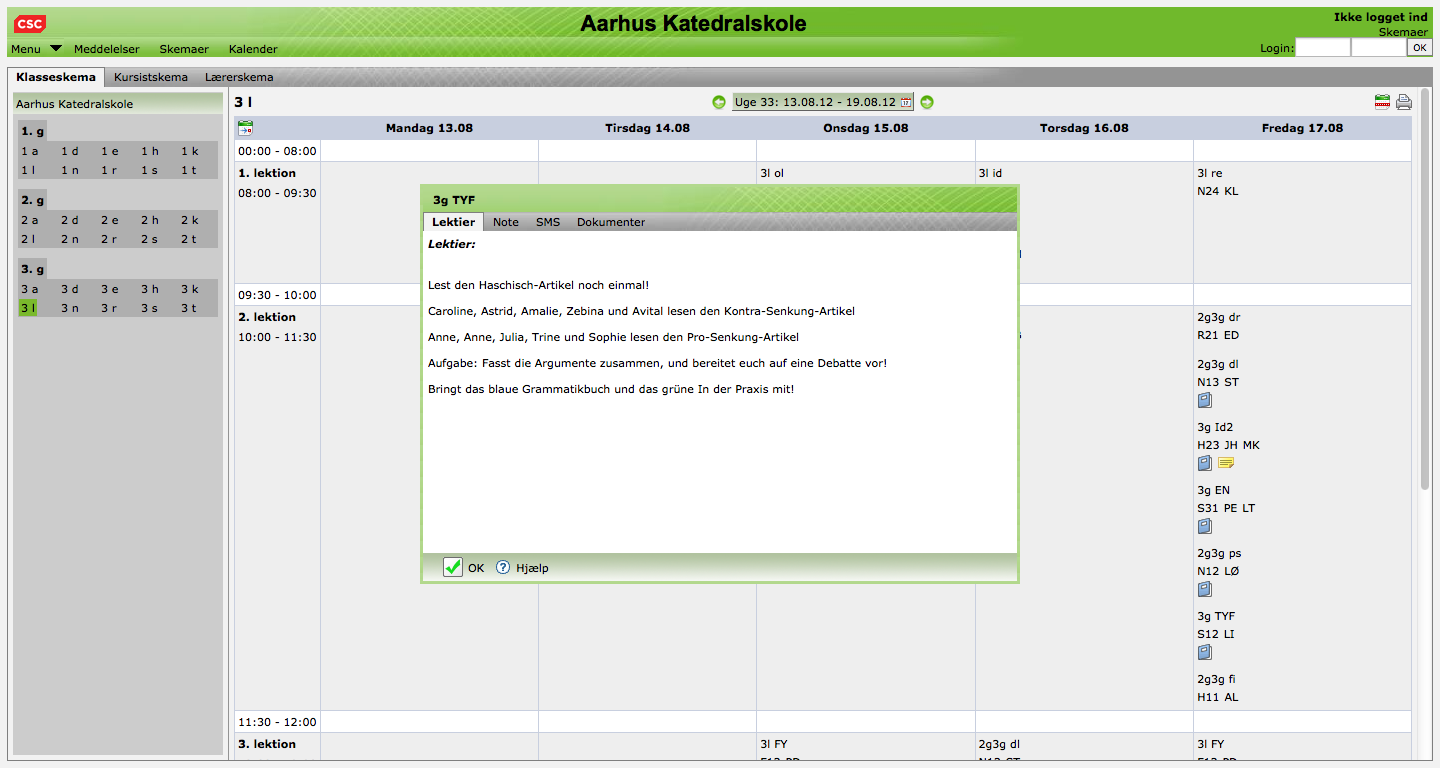 CSC
Aarhus Katedralskole
Ikke logget ind
Skemaer
Menu Meddelelser Skemaer Kalender
Login: OK
Klasseskema Kursistskema Lærerskema
Aarhus Katedralskole
1. g
1 a 1 d 1 e 1 h 1 k
1 l 1 n 1 r 1 s 1 t
2. g
2 a 2 d 2 e 2 h 2 k
2 l 2 n 2 r 2 s 2 t
3. g
3 a 3 d 3 e 3 h 3 k
3 l 3 n 3 r 3 s 3 t
3 l
Uge 33: 13.08.12 - 19.08.12
Mandag 13.08 Tirsdag 14.08 Onsdag 15.08 Torsdag 16.08 Fredag 17.08
00:00 - 08:00
1. lektion
08:00 - 09:30
3l ol
3l id
3l re
N24 KL
09:30 - 10:00
2. lektion
10:00 - 11:30
3g TYF
Lektier Note SMS Dokumenter
Lektier:
Lest den Haschisch-Artikel noch einmal!
Caroline, Astrid, Amalie, Zebina und Avital lesen den Kontra-Senkung-Artikel
Anne, Anne, Julia, Trine und Sophie lesen den Pro-Senkung-Artikel
Aufgabe: Fasst die Argumente zusammen, und bereitet euch auf eine Debatte vor!
Bringt das blaue Grammatikbuch und das grüne In der Praxis mit!
OK Hjælp
2g3g dr
R21 ED
2g3g dl
N13 ST
3g Id2
H23 JH MK
3g EN
S31 PE LT
2g3g ps
N12 LØ
3g TYF
S12 LI
2g3g fi
H11 AL
11:30 - 12:00
3. lektion
3l FY
2g3g dl
3l FY